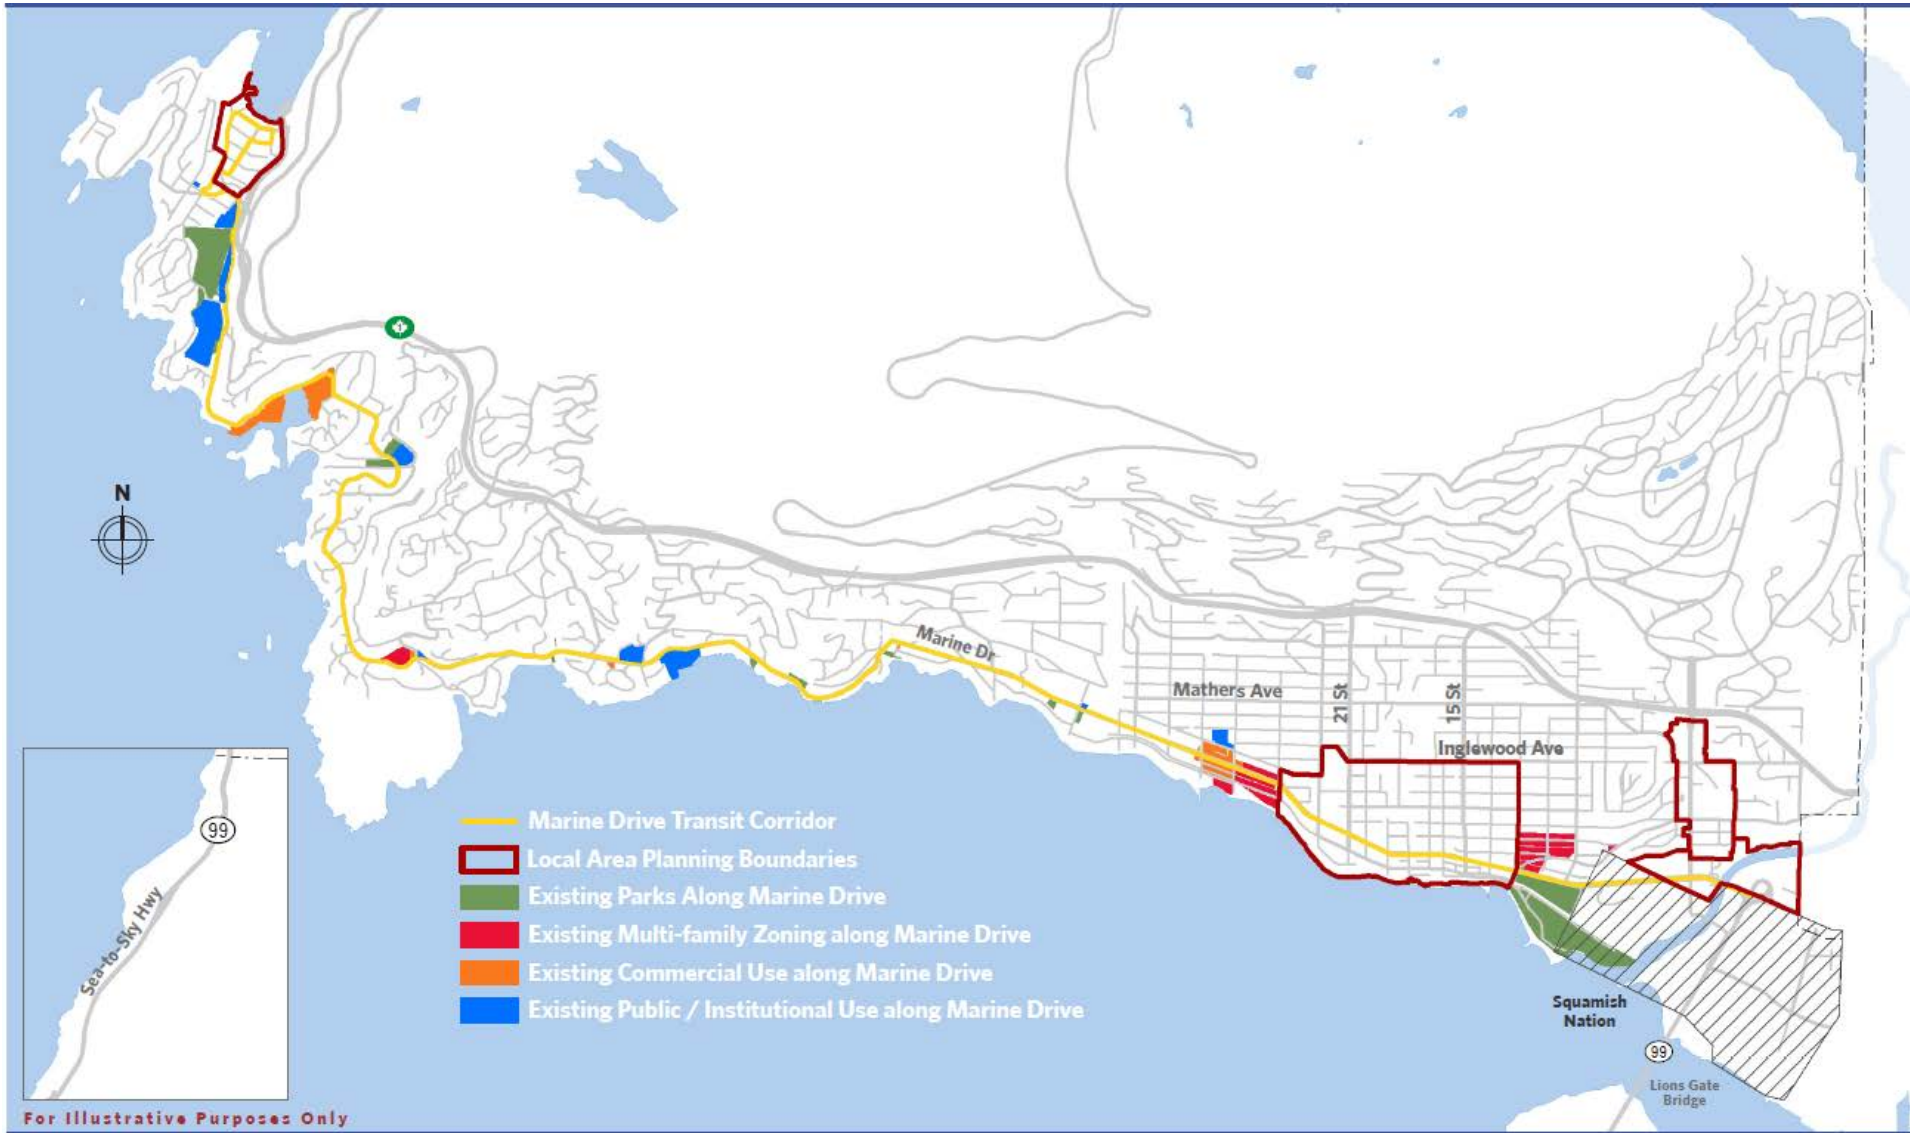 1
N
Marine Dr
Mathers Ave
21 St
15 St
Inglewood Ave
Marine Drive Transit Corridor
Local Area Planning Boundaries
Existing Parks Along Marine Drive
Existing Multi-family Zoning along Marine Drive
Existing Commercial Use along Marine Drive
Existing Public / Institutional Use along Marine Drive
99
Sea-to-Sky Hwy
Squamish
Nation
99
Lions Gate
Bridge
For Illustrative Purposes Only